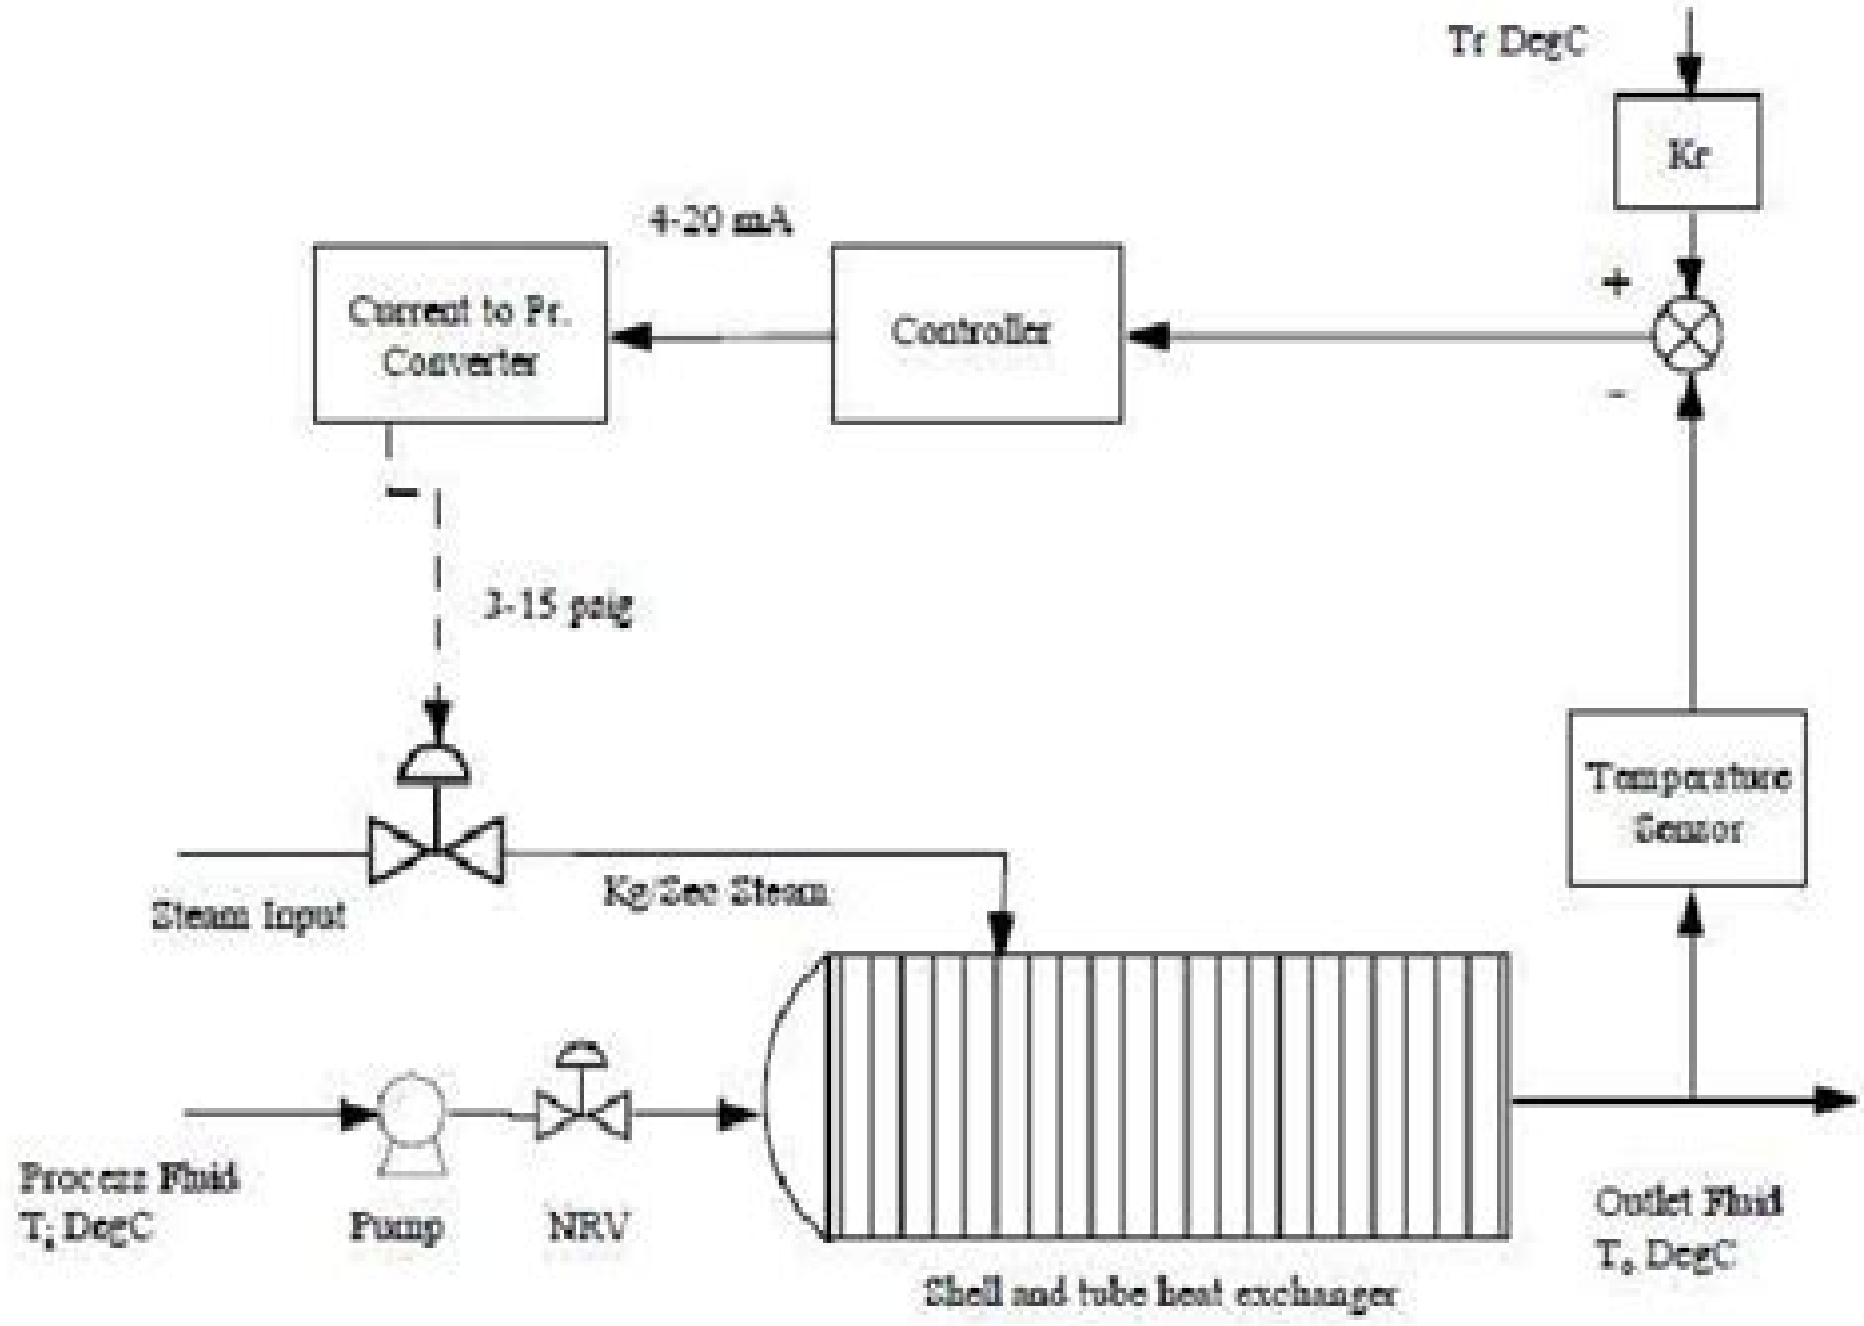 Tr DegC
Kr
4-20 mA
+
Current to Pr.
Converter
Controller
-
3-15 psig
Temperature
Sensor
Kg/Sec Steam
Steam Input
Process Fluid
Ti DegC
Pump
NRV
Outlet Fluid
To DegC
Shell and tube heat exchanger